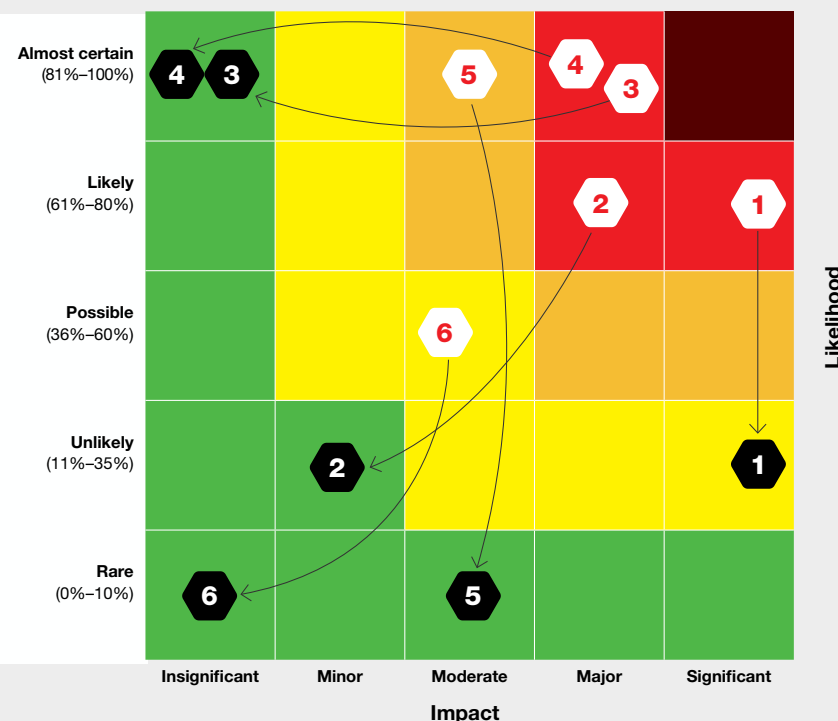 Almost certain
(81%–100%)
4 3 5 4 3
Likely
(61%–80%)
2 1
Possible
(36%–60%)
6
Unlikely
(11%–35%)
2 1
Rare
(0%–10%)
6 5
Insignificant Minor Moderate Major Significant
Impact
Likelihood